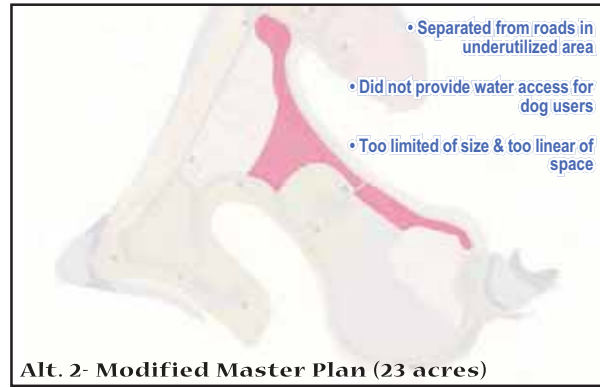 • Separated from roads in
underutilized area
• Did not provide water access for
dog users
• Too limited of size & too linear of
space
Alt. 2- Modified Master Plan (23 acres)